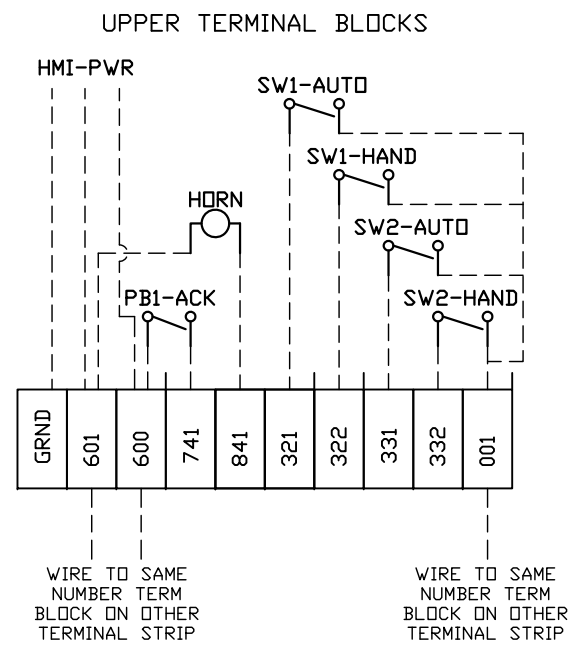 UPPER TERMINAL BLOCKS
HMI-PWR
SW1-AUTO
SW1-HAND
HORN
SW2-AUTO
PB1-ACK
SW2-HAND
GRND
601
600
741
841
321
322
331
332
001
WIRE TO SAME
NUMBER TERM
BLOCK ON OTHER
TERMINAL STRIP
WIRE TO SAME
NUMBER TERM
BLOCK ON OTHER
TERMINAL STRIP